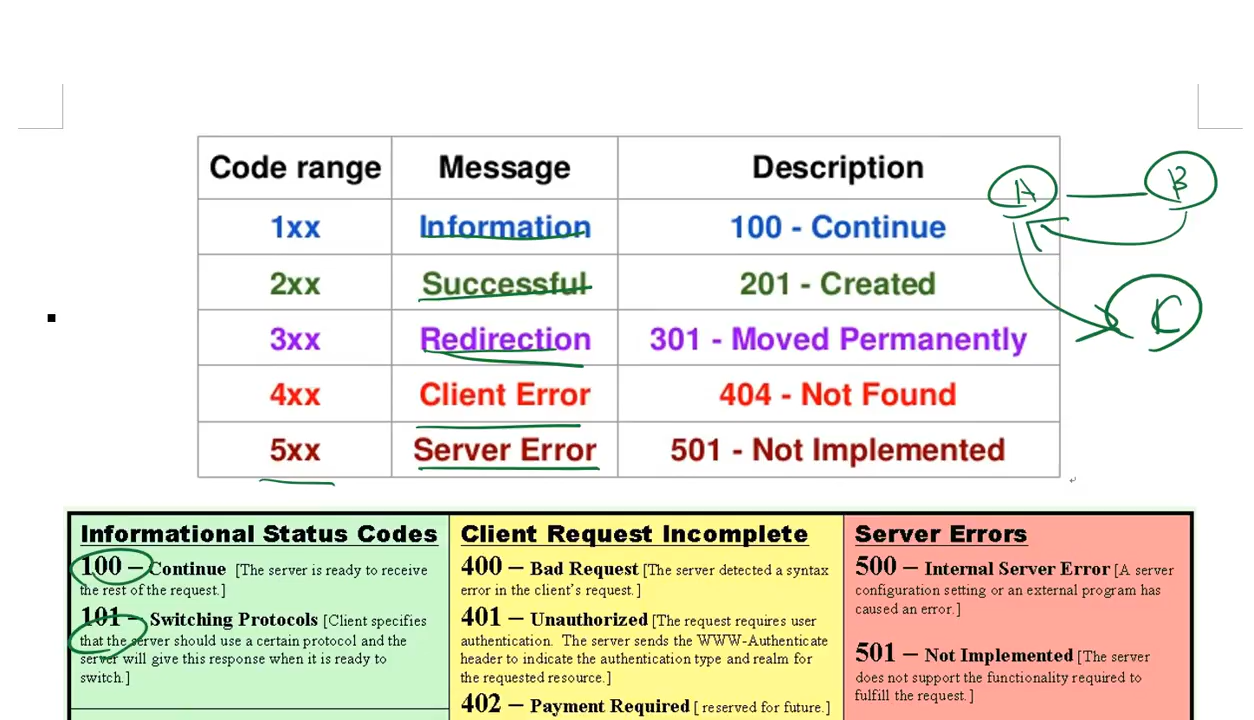 Code range Message Description
1xx Information 100 - Continue
2xx Successful 201 - Created
3xx Redirection 301 - Moved Permanently
4xx Client Error 404 - Not Found
5xx Server Error 501 - Not Implemented
A
B
C
Informational Status Codes
100 – Continue [The server is ready to receive
the rest of the request.]
101 – Switching Protocols [Client specifies
that the server should use a certain protocol and the
server will give this response when it is ready to
switch.]
Client Request Incomplete
400 – Bad Request [The server detected a syntax
error in the client's request.]
401 – Unauthorized [The request requires user
authentication. The server sends the WWW-Authenticate
header to indicate the authentication type and realm for
the requested resource.]
402 – Payment Required [ reserved for future.]
Server Errors
500 – Internal Server Error [A server
configuration setting or an external program has
caused an error.]
501 – Not Implemented [The server
does not support the functionality required to
fulfill the request.]